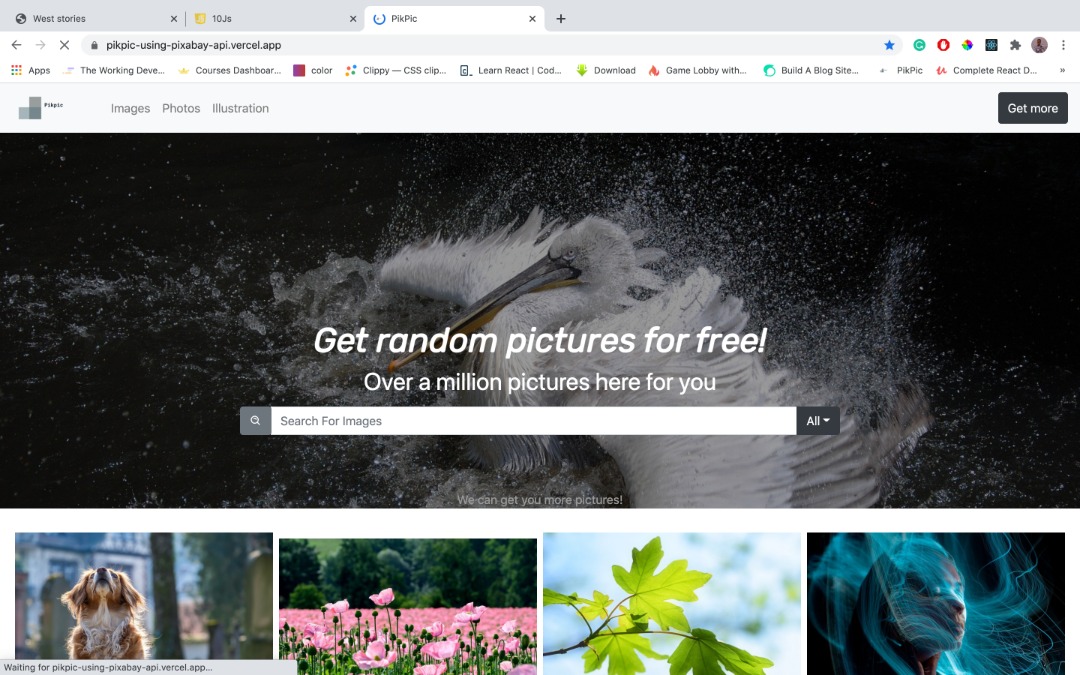 West stories
10Js
PikPic
pikpic-using-pixabay-api.vercel.app
Apps
The Working Deve...
Courses Dashboar...
color
Clippy — CSS clip...
Learn React | Cod...
Download
Game Lobby with...
Build A Blog Site...
PikPic
Complete React D...
»
Pikpic
Images
Photos
Illustration
Get more
Get random pictures for free!
Over a million pictures here for you
Search For Images
All
We can get you more pictures!
Waiting for pikpic-using-pixabay-api.vercel.app...